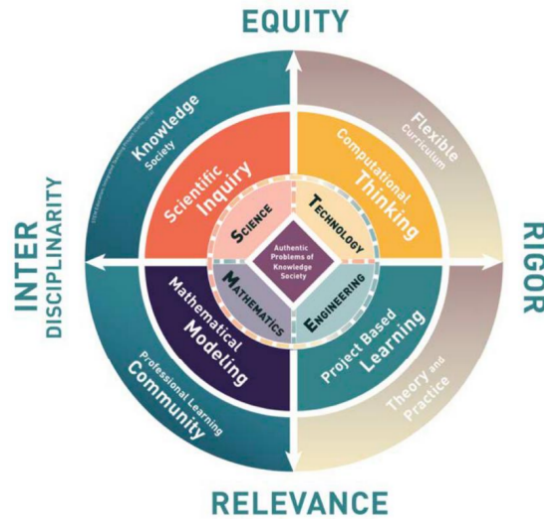 EQUITY
Knowledge
Society
Flexible
Curriculum
Scientific
Inquiry
Computational
Thinking
SCIENCE
TECHNOLOGY
Authentic
Problems of
Knowledge
Society
INTER
DISCIPLINARITY
RIGOR
MATHEMATICS
ENGINEERING
Mathematical
Modeling
Project Based
Learning
Professional Learning
Community
Theory and
Practice
RELEVANCE